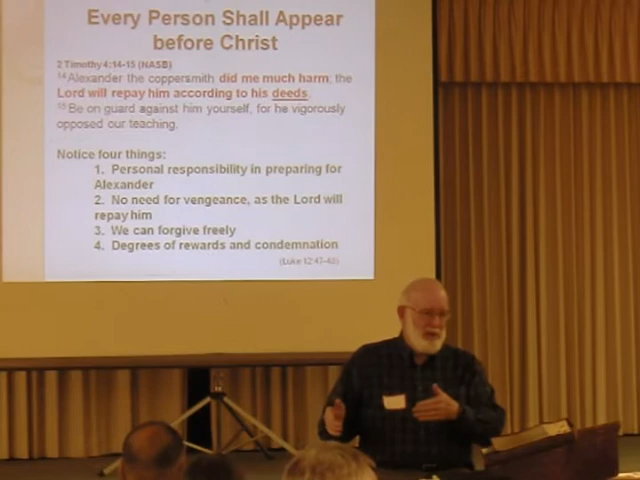 Every Person Shall Appear
before Christ
2 Timothy 4:14-15 (NASB)
14 Alexander the coppersmith did me much harm; the
Lord will repay him according to his deeds.
15 Be on guard against him yourself, for he vigorously
opposed our teaching.
Notice four things:
1. Personal responsibility in preparing for
Alexander
2. No need for vengeance, as the Lord will
repay him
3. We can forgive freely
4. Degrees of rewards and condemnation
(Luke 12:47-48)